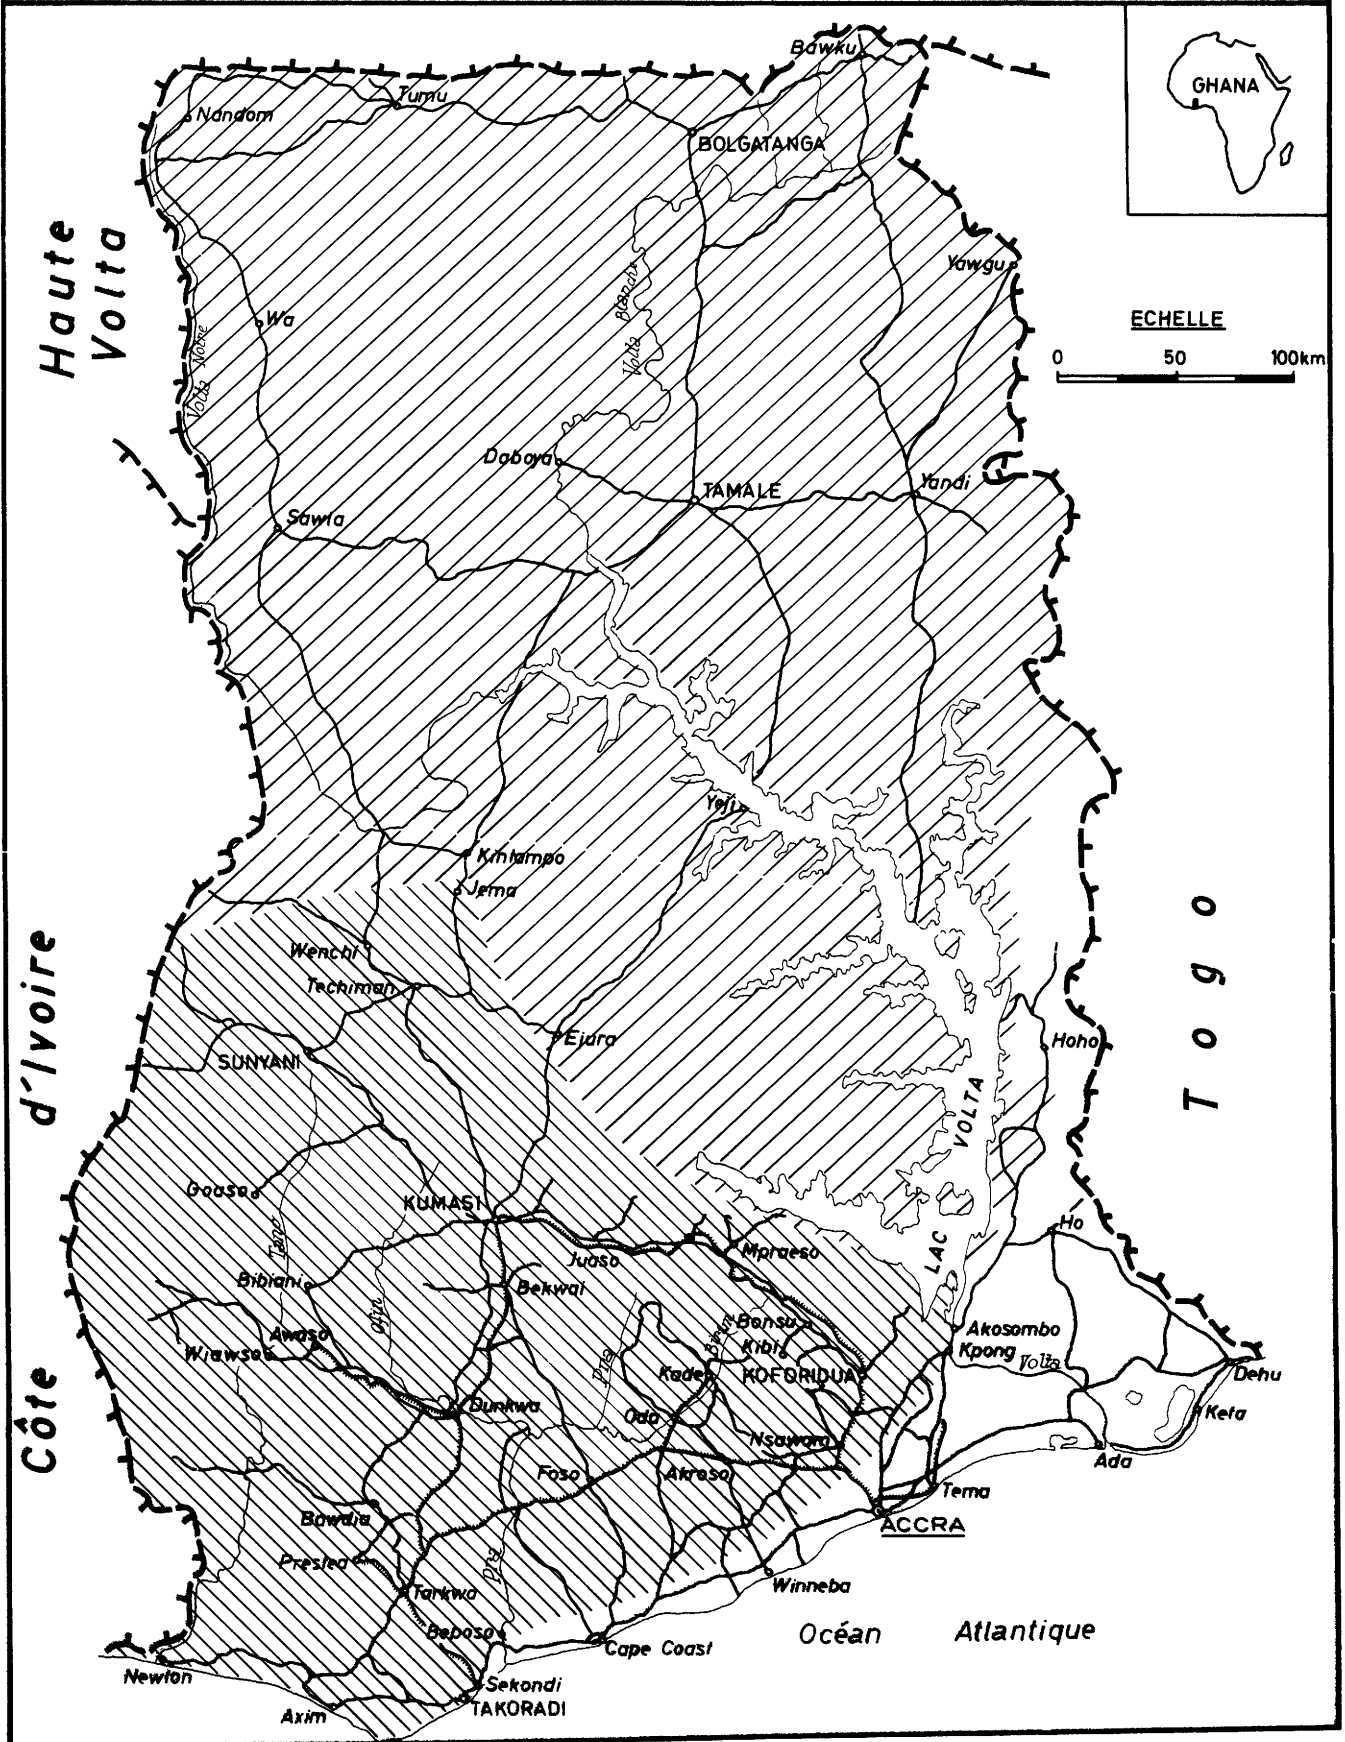 Bawku
GHANA
Tumu
Nandom
BOLGATANGA
Haute
Volta
Yawgu
Volta Blanche
ECHELLE
0 50 100km
Wa
Volta Noire
Daboya
TAMALE
Yandi
Sawla
Yeji
Kintampo
Jema
Wenchi
Techiman
Ejura
Hoho
SUNYANI
Togo
LAC VOLTA
Goaso
KUMASI
Tano
Ofin
Juaso
Mpraeso
Ho
Bibiani
Bekwai
Bonsu
Birim
Akosombo
Awaso
Wiawso
Kibi
Kpong
Volta
Pra
Kade
KOFORIDUA
Dehu
Dunkwa
Oda
Keta
Nsawam
Ada
Foso
Akroso
Tema
Bawdia
ACCRA
Prestea
Tarkwa
Pra
Winneba
Beposo
Océan Atlantique
Cape Coast
Newton
Sekondi
Axim
TAKORADI
Côte d'Ivoire